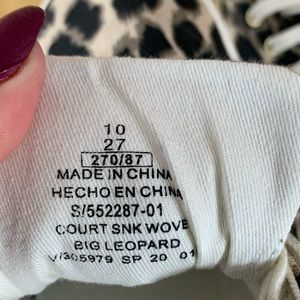 10
27
270/87
MADE IN CHINA
HECHO EN CHINA
S/552287-01
COURT SNK WOVE
BIG LEOPARD
V/305979 SP 20 01